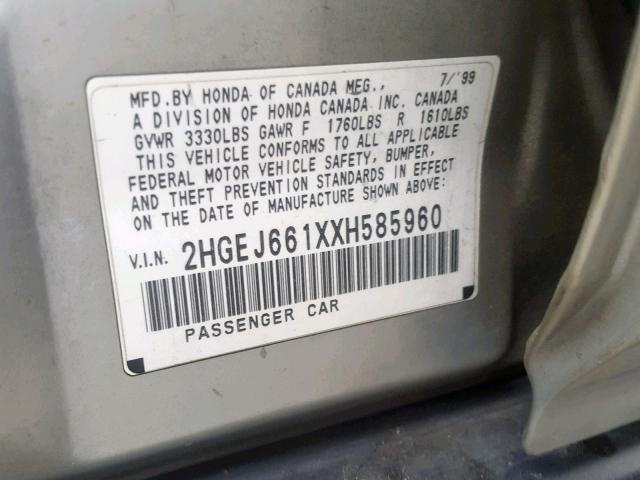 MFD. BY HONDA OF CANADA MFG., 7/'99
A DIVISION OF HONDA CANADA INC. CANADA
GVWR 3330LBS GAWR F 1760LBS R 1610LBS
THIS VEHICLE CONFORMS TO ALL APPLICABLE
FEDERAL MOTOR VEHICLE SAFETY, BUMPER,
AND THEFT PREVENTION STANDARDS IN EFFECT
ON THE DATE OF MANUFACTURE SHOWN ABOVE:
V.I.N. 2HGEJ661XXH585960
PASSENGER CAR